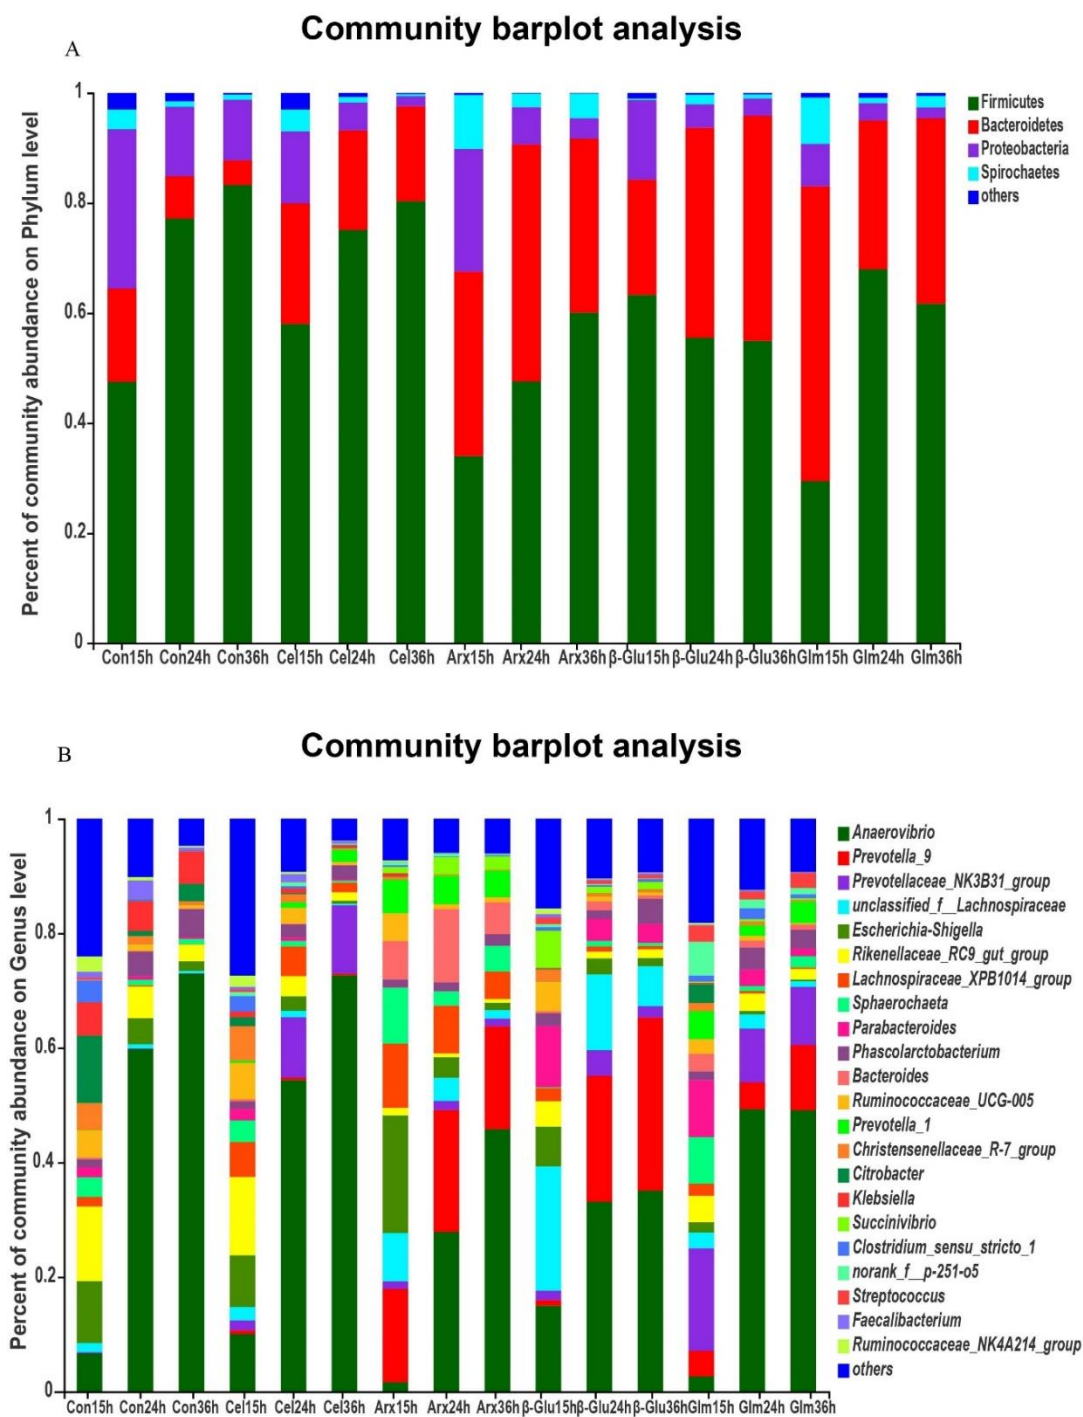 Community barplot analysis
A
Percent of community abundance on Phylum level
1
0.8
0.6
0.4
0.2
0
Con15h Con24h Con36h Cel15h Cel24h Cel36h Arx15h Arx24h Arx36h β-Glu15h β-Glu24h β-Glu36h Glm15h Glm24h Glm36h
Firmicutes
Bacteroidetes
Proteobacteria
Spirochaetes
others
Community barplot analysis
B
Percent of community abundance on Genus level
1
0.8
0.6
0.4
0.2
0
Con15h Con24h Con36h Cel15h Cel24h Cel36h Arx15h Arx24h Arx36h β-Glu15h β-Glu24h β-Glu36h Glm15h Glm24h Glm36h
Anaerovibrio
Prevotella_9
Prevotellaceae_NK3B31_group
unclassified_f__Lachnospiraceae
Escherichia-Shigella
Rikenellaceae_RC9_gut_group
Lachnospiraceae_XPB1014_group
Sphaerochaeta
Parabacteroides
Phascolarctobacterium
Bacteroides
Ruminococcaceae_UCG-005
Prevotella_1
Christensenellaceae_R-7_group
Citrobacter
Klebsiella
Succinivibrio
Clostridium_sensu_stricto_1
norank_f__p-251-o5
Streptococcus
Faecalibacterium
Ruminococcaceae_NK4A214_group
others